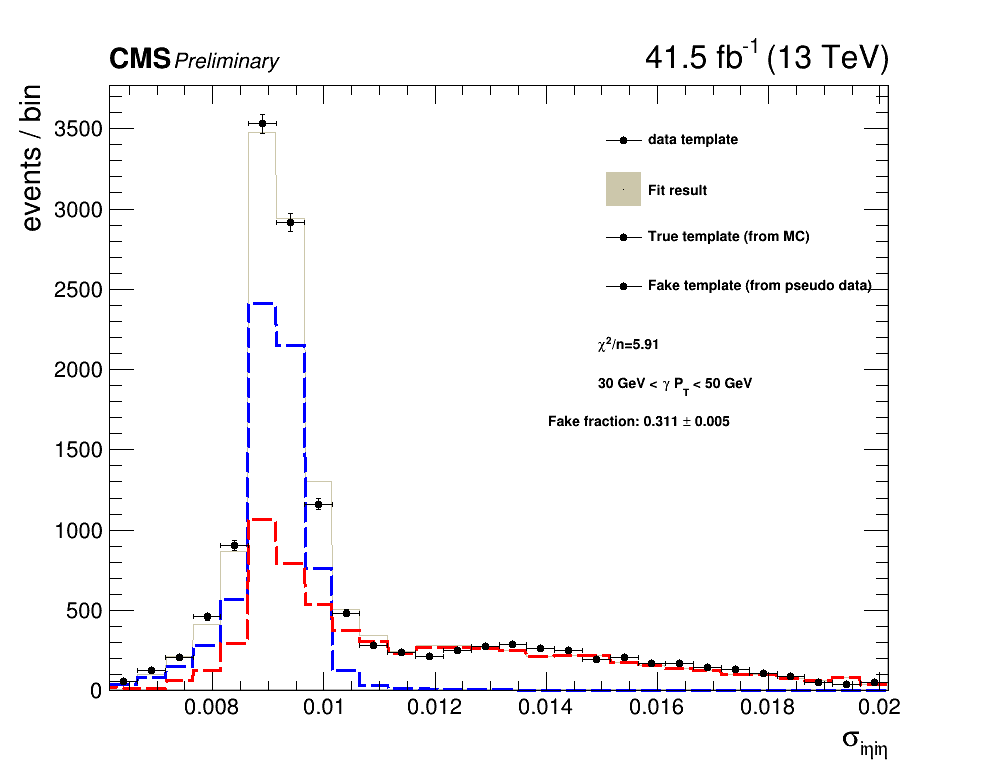 CMS Preliminary 41.5 fb⁻¹ (13 TeV)
events / bin
3500
3000
2500
2000
1500
1000
500
0
data template
Fit result
True template (from MC)
Fake template (from pseudo data)
χ²/n=5.91
30 GeV < γ P_T < 50 GeV
Fake fraction: 0.311 ± 0.005
0.008 0.01 0.012 0.014 0.016 0.018 0.02
σ_iηiη